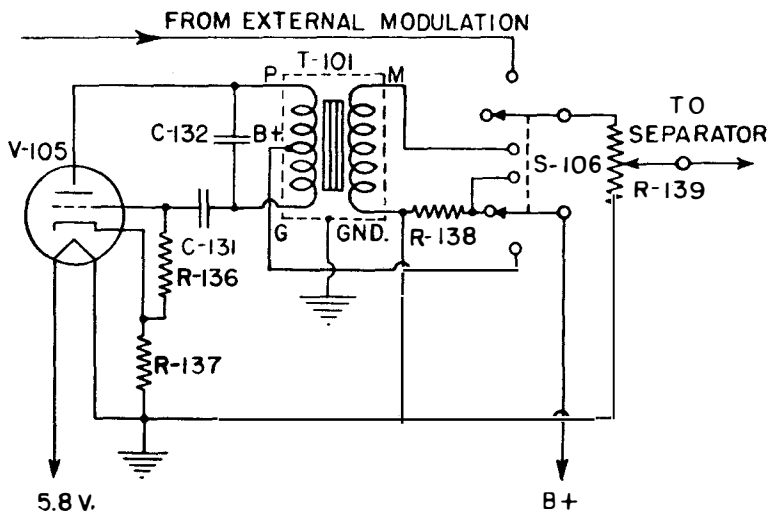 FROM EXTERNAL MODULATION
T-101
P
M
C-132
B+
V-105
TO
SEPARATOR
S-106
R-139
G
GND.
R-138
C-131
R-136
R-137
5.8 V.
B+